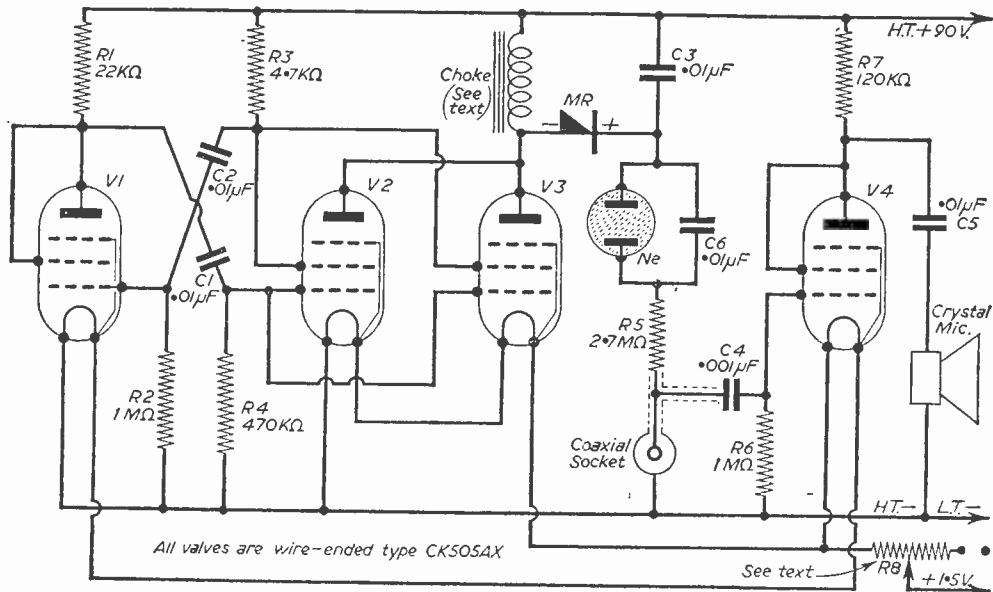 R1
22KΩ
R3
4·7KΩ
Choke
(See
text)
C3
·01µF
H.T.+90V.
R7
120KΩ
MR
−
+
V1
C2
·01µF
V2
V3
V4
·01µF
C5
C1
·01µF
Ne
C6
·01µF
R5
2·7MΩ
C4
·001µF
Crystal
Mic.
R2
1MΩ
R4
470KΩ
Coaxial
Socket
R6
1MΩ
H.T.− L.T.−
All valves are wire-ended type CK505AX
See text
R8
+1·5V.